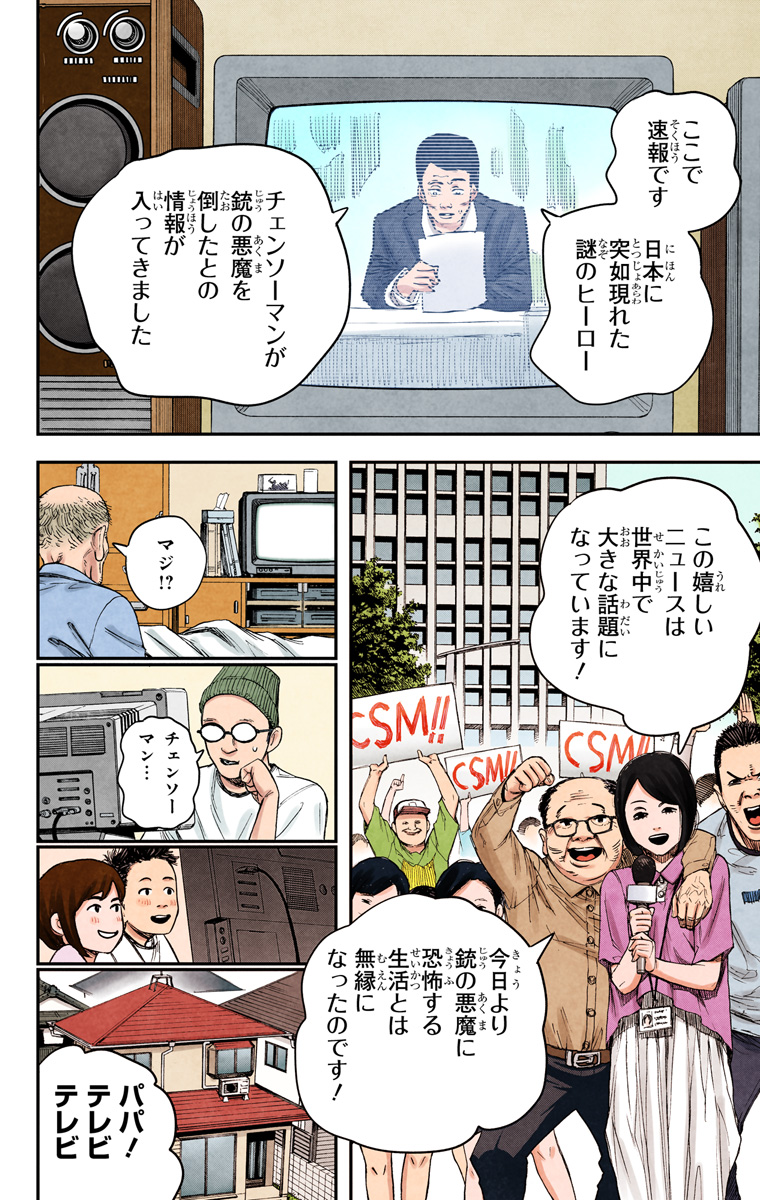 ここで
速報です
日本に
突如現れた
謎のヒーロー
チェンソーマンが
銃の悪魔を
倒したとの
情報が
入ってきました
この嬉しい
ニュースは
世界中で
大きな話題に
なっています!
CSM!!
CSM!!
CSM!!
今日より
銃の悪魔に
恐怖する
生活とは
無縁に
なったのです!
マジ!?
チェンソー
マン…
パパ!
テレビ
テレビ